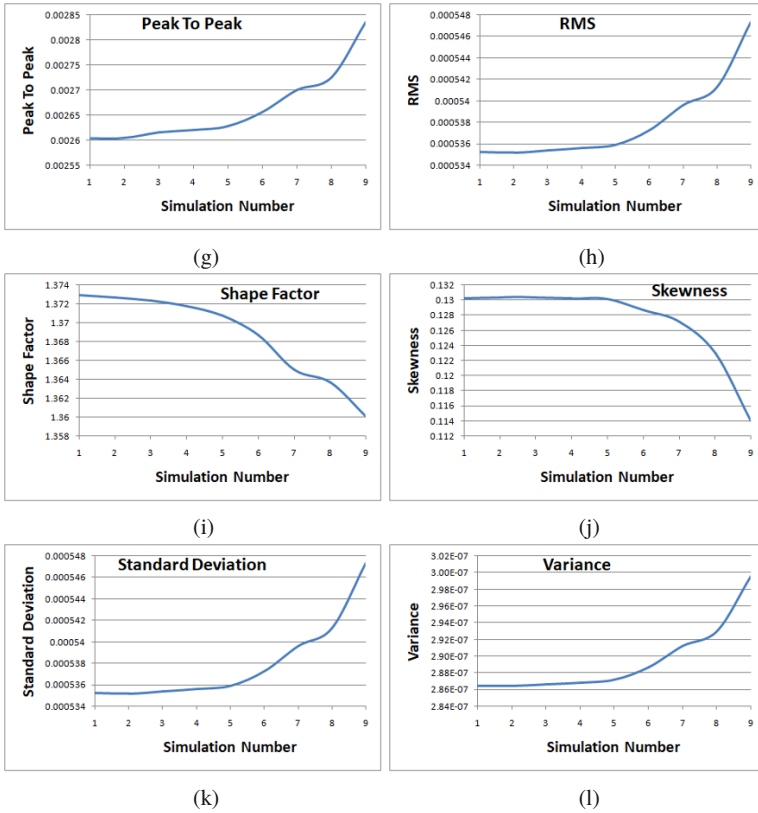 Peak To Peak
Peak To Peak
0.00285
0.0028
0.00275
0.0027
0.00265
0.0026
0.00255
1 2 3 4 5 6 7 8 9
Simulation Number
(g)
RMS
RMS
0.000548
0.000546
0.000544
0.000542
0.00054
0.000538
0.000536
0.000534
1 2 3 4 5 6 7 8 9
Simulation Number
(h)
Shape Factor
Shape Factor
1.374
1.372
1.37
1.368
1.366
1.364
1.362
1.36
1.358
1 2 3 4 5 6 7 8 9
Simulation Number
(i)
Skewness
Skewness
0.132
0.13
0.128
0.126
0.124
0.122
0.12
0.118
0.116
0.114
0.112
1 2 3 4 5 6 7 8 9
Simulation Number
(j)
Standard Deviation
Standard Deviation
0.000548
0.000546
0.000544
0.000542
0.00054
0.000538
0.000536
0.000534
1 2 3 4 5 6 7 8 9
Simulation Number
(k)
Variance
Variance
3.02E-07
3.00E-07
2.98E-07
2.96E-07
2.94E-07
2.92E-07
2.90E-07
2.88E-07
2.86E-07
2.84E-07
1 2 3 4 5 6 7 8 9
Simulation Number
(l)